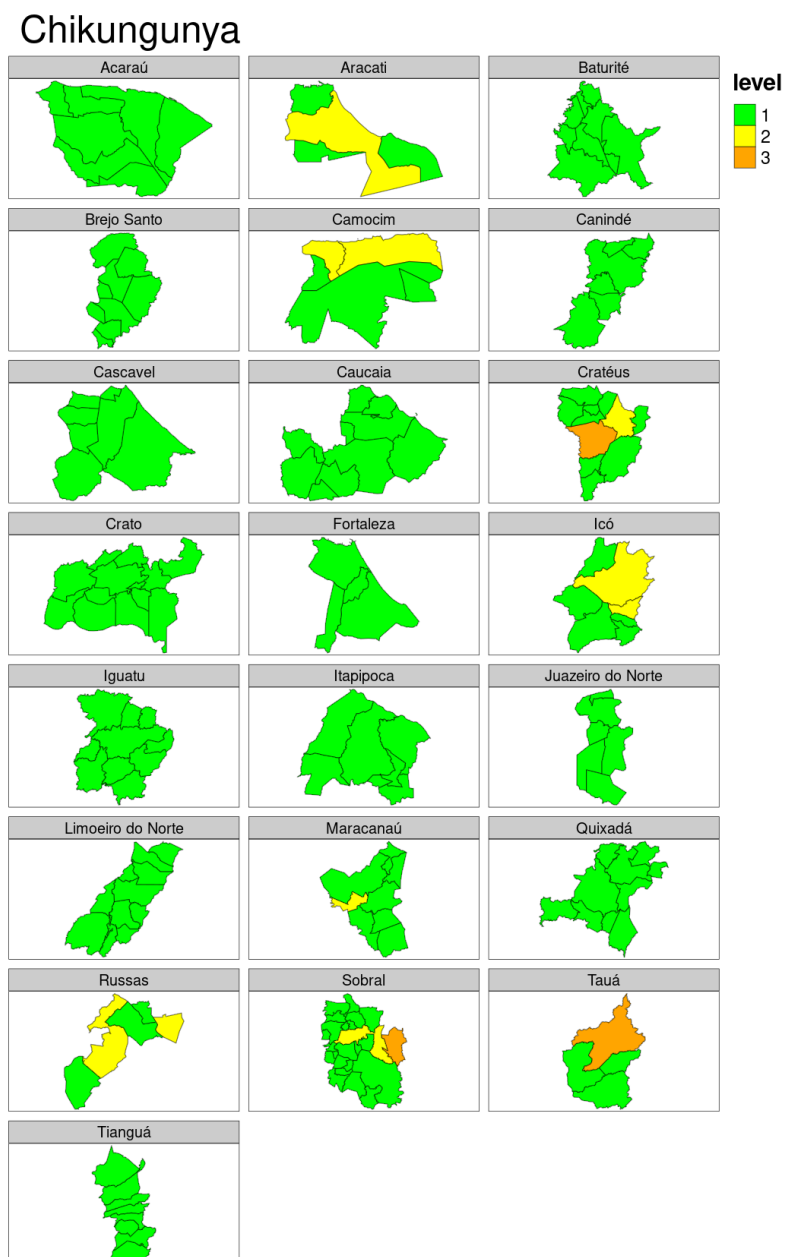 Chikungunya
Acaraú
Aracati
Baturité
level
1
2
3
Brejo Santo
Camocim
Canindé
Cascavel
Caucaia
Cratéus
Crato
Fortaleza
Icó
Iguatu
Itapipoca
Juazeiro do Norte
Limoeiro do Norte
Maracanaú
Quixadá
Russas
Sobral
Tauá
Tianguá